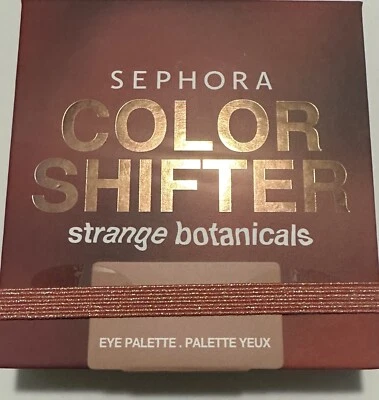 SEPHORA
COLOR
SHIFTER
strange botanicals
EYE PALETTE . PALETTE YEUX